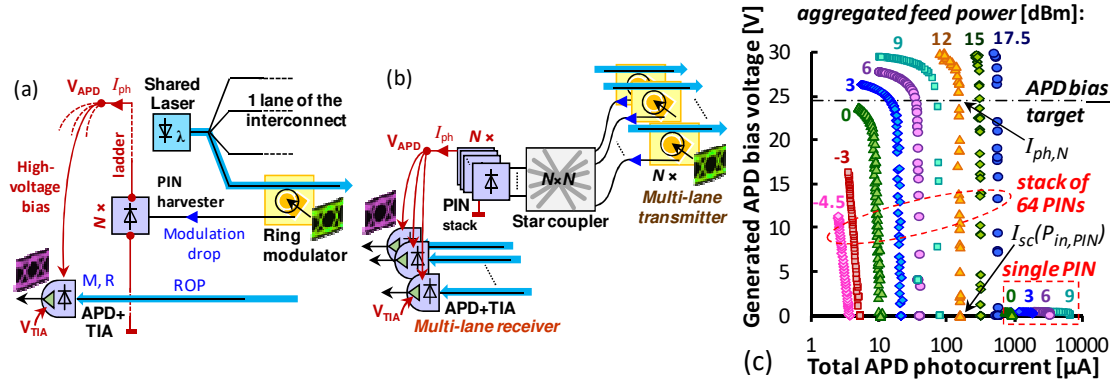 (a)
V_APD
I_ph
Shared
Laser
λ
1 lane of the
interconnect
ladder
High-
voltage
bias
N ×
PIN
harvester
Modulation
drop
Ring
modulator
M, R
ROP
APD+
TIA
V_TIA
(b)
V_APD
I_ph
N ×
PIN
stack
N×N
Star coupler
N ×
Multi-lane
transmitter
APD+TIA
V_TIA
Multi-lane receiver
(c)
aggregated feed power [dBm]:
Generated APD bias voltage [V]
30
25
20
15
10
5
0
-4.5
-3
0
3
6
9
12
15
17.5
APD bias
target
I_ph,N
stack of
64 PINs
I_sc(P_in,PIN)
single PIN
0 3 6 9
1 10 100 1000 10000
Total APD photocurrent [µA]